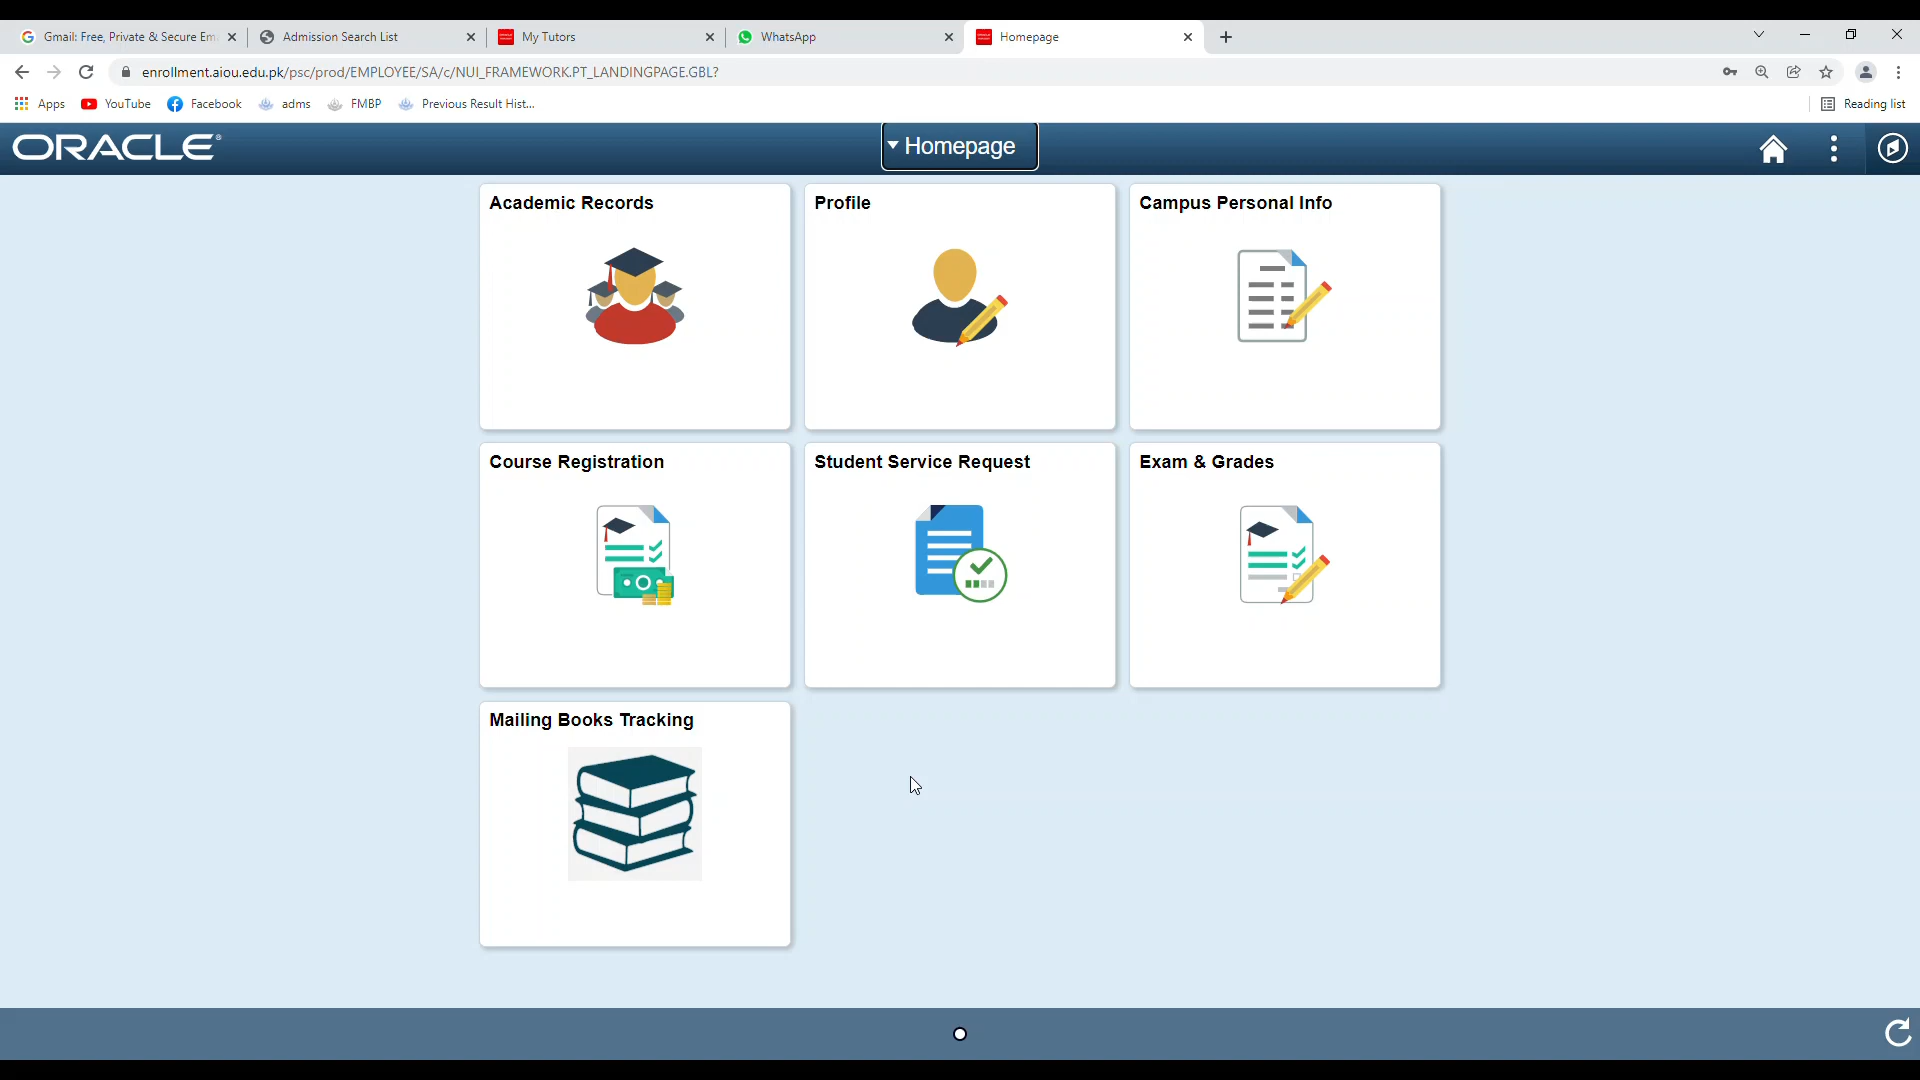 Gmail: Free, Private & Secure Em
Admission Search List
My Tutors
WhatsApp
Homepage
enrollment.aiou.edu.pk/psc/prod/EMPLOYEE/SA/c/NUI_FRAMEWORK.PT_LANDINGPAGE.GBL?
Apps
YouTube
Facebook
adms
FMBP
Previous Result Hist...
Reading list
ORACLE®
Homepage
Academic Records
Profile
Campus Personal Info
Course Registration
Student Service Request
Exam & Grades
Mailing Books Tracking